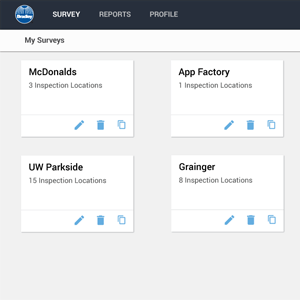 SURVEY REPORTS PROFILE
My Surveys
McDonalds
3 Inspection Locations
App Factory
1 Inspection Locations
UW Parkside
15 Inspection Locations
Grainger
8 Inspection Locations